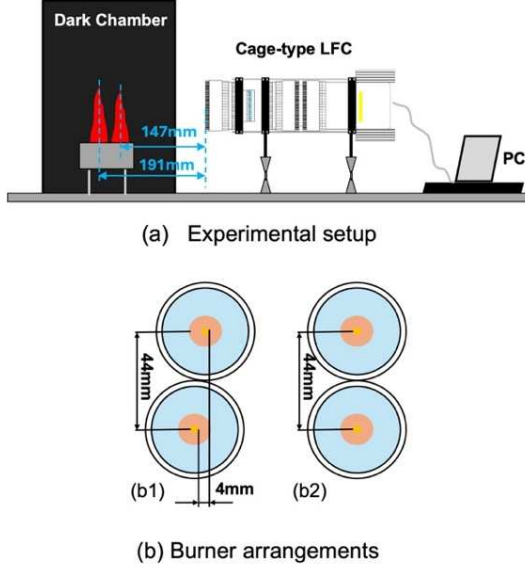 Dark Chamber
Cage-type LFC
147mm
191mm
PC
(a) Experimental setup
44mm
44mm
(b1)
4mm
(b2)
(b) Burner arrangements